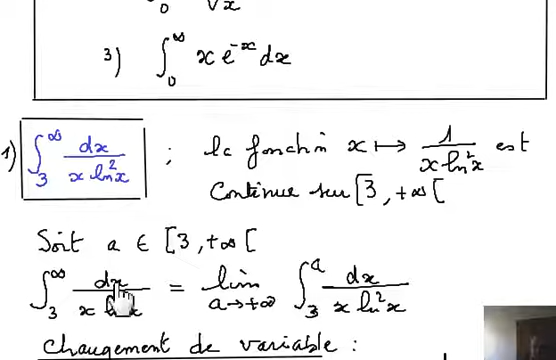 ∫₀ √x
3) ∫₀^∞ x e^{-x} dx
1) ∫₃^∞ dx/(x ln²x) ; la fonction x ↦ 1/(x ln²x) est
Continue sur [3, +∞[
Soit a ∈ [3, +∞[
∫₃^∞ dx/(x ln²x) = lim_{a→+∞} ∫₃^a dx/(x ln²x)
changement de variable :